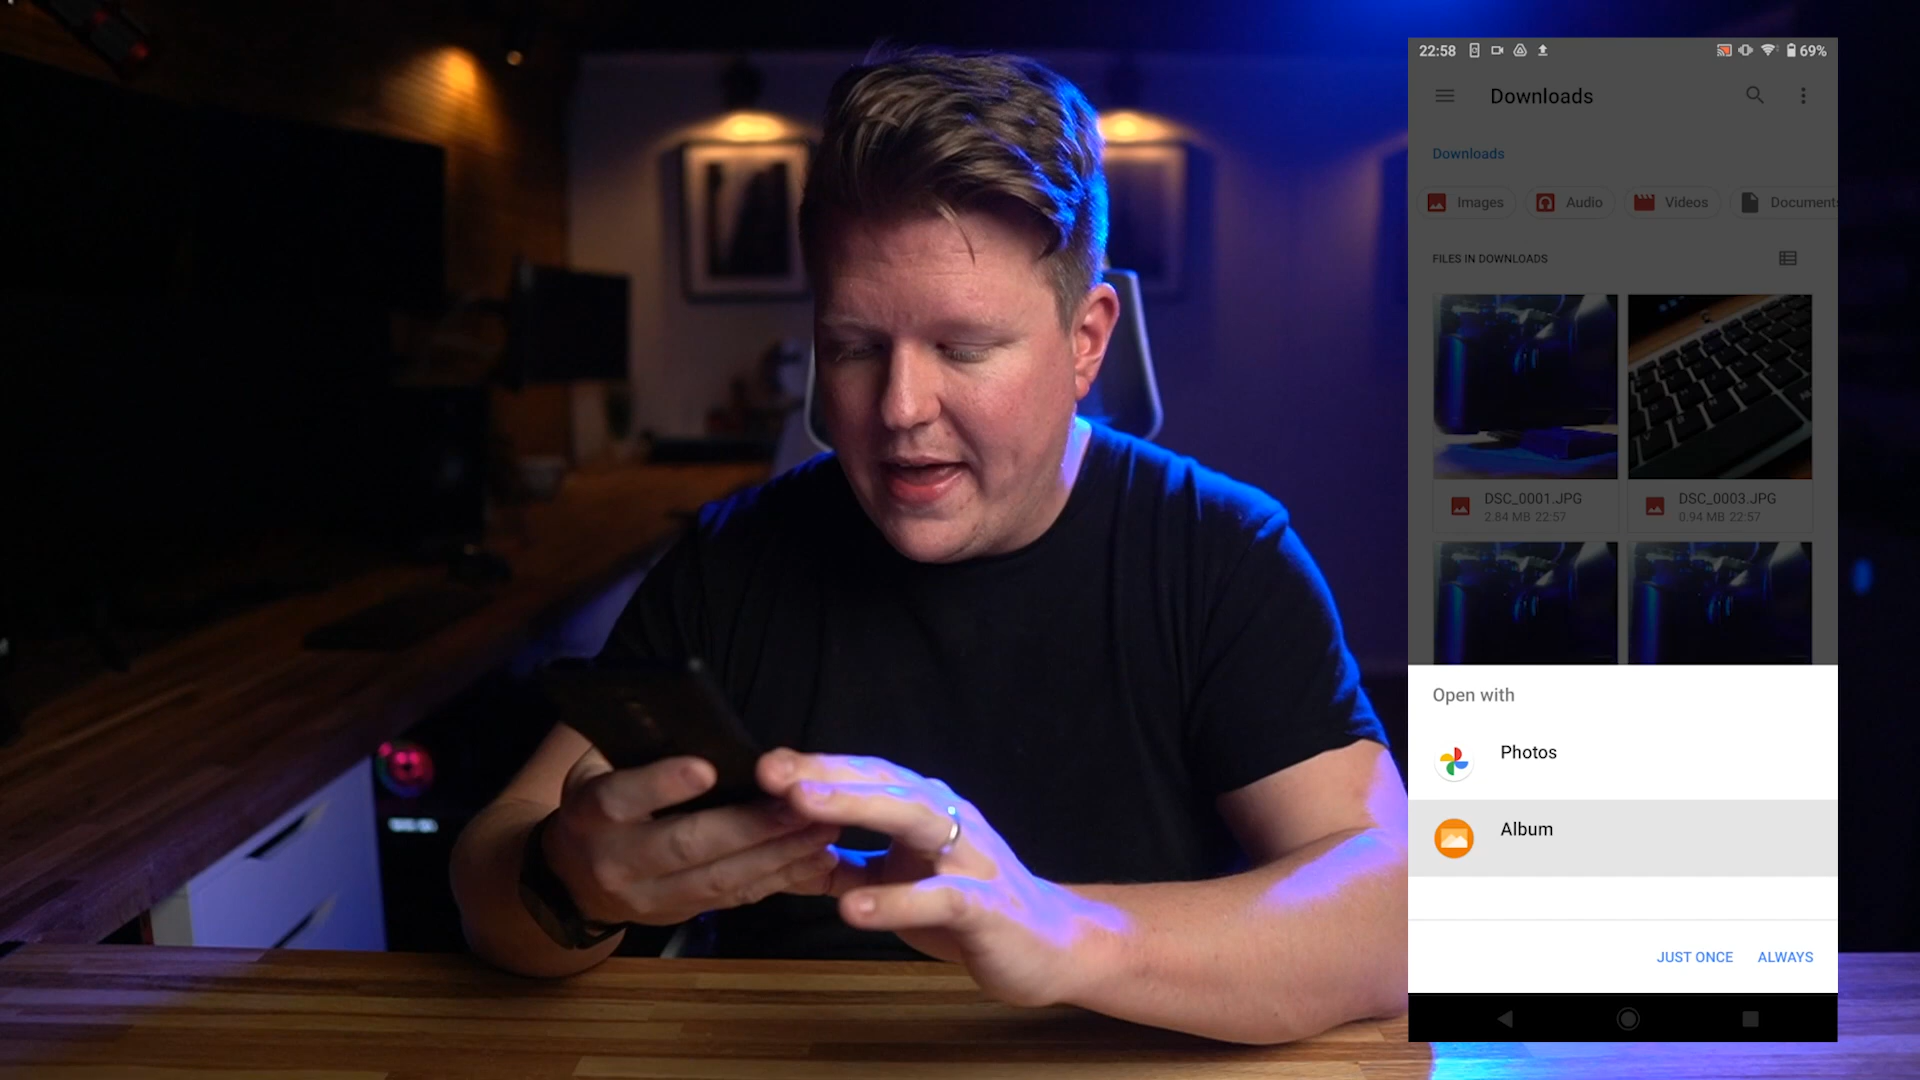 22:58 69%
Downloads
Downloads
Images Audio Videos Document
FILES IN DOWNLOADS
DSC_0001.JPG DSC_0003.JPG
2.84 MB 22:57 0.94 MB 22:57
Open with
Photos
Album
JUST ONCE ALWAYS